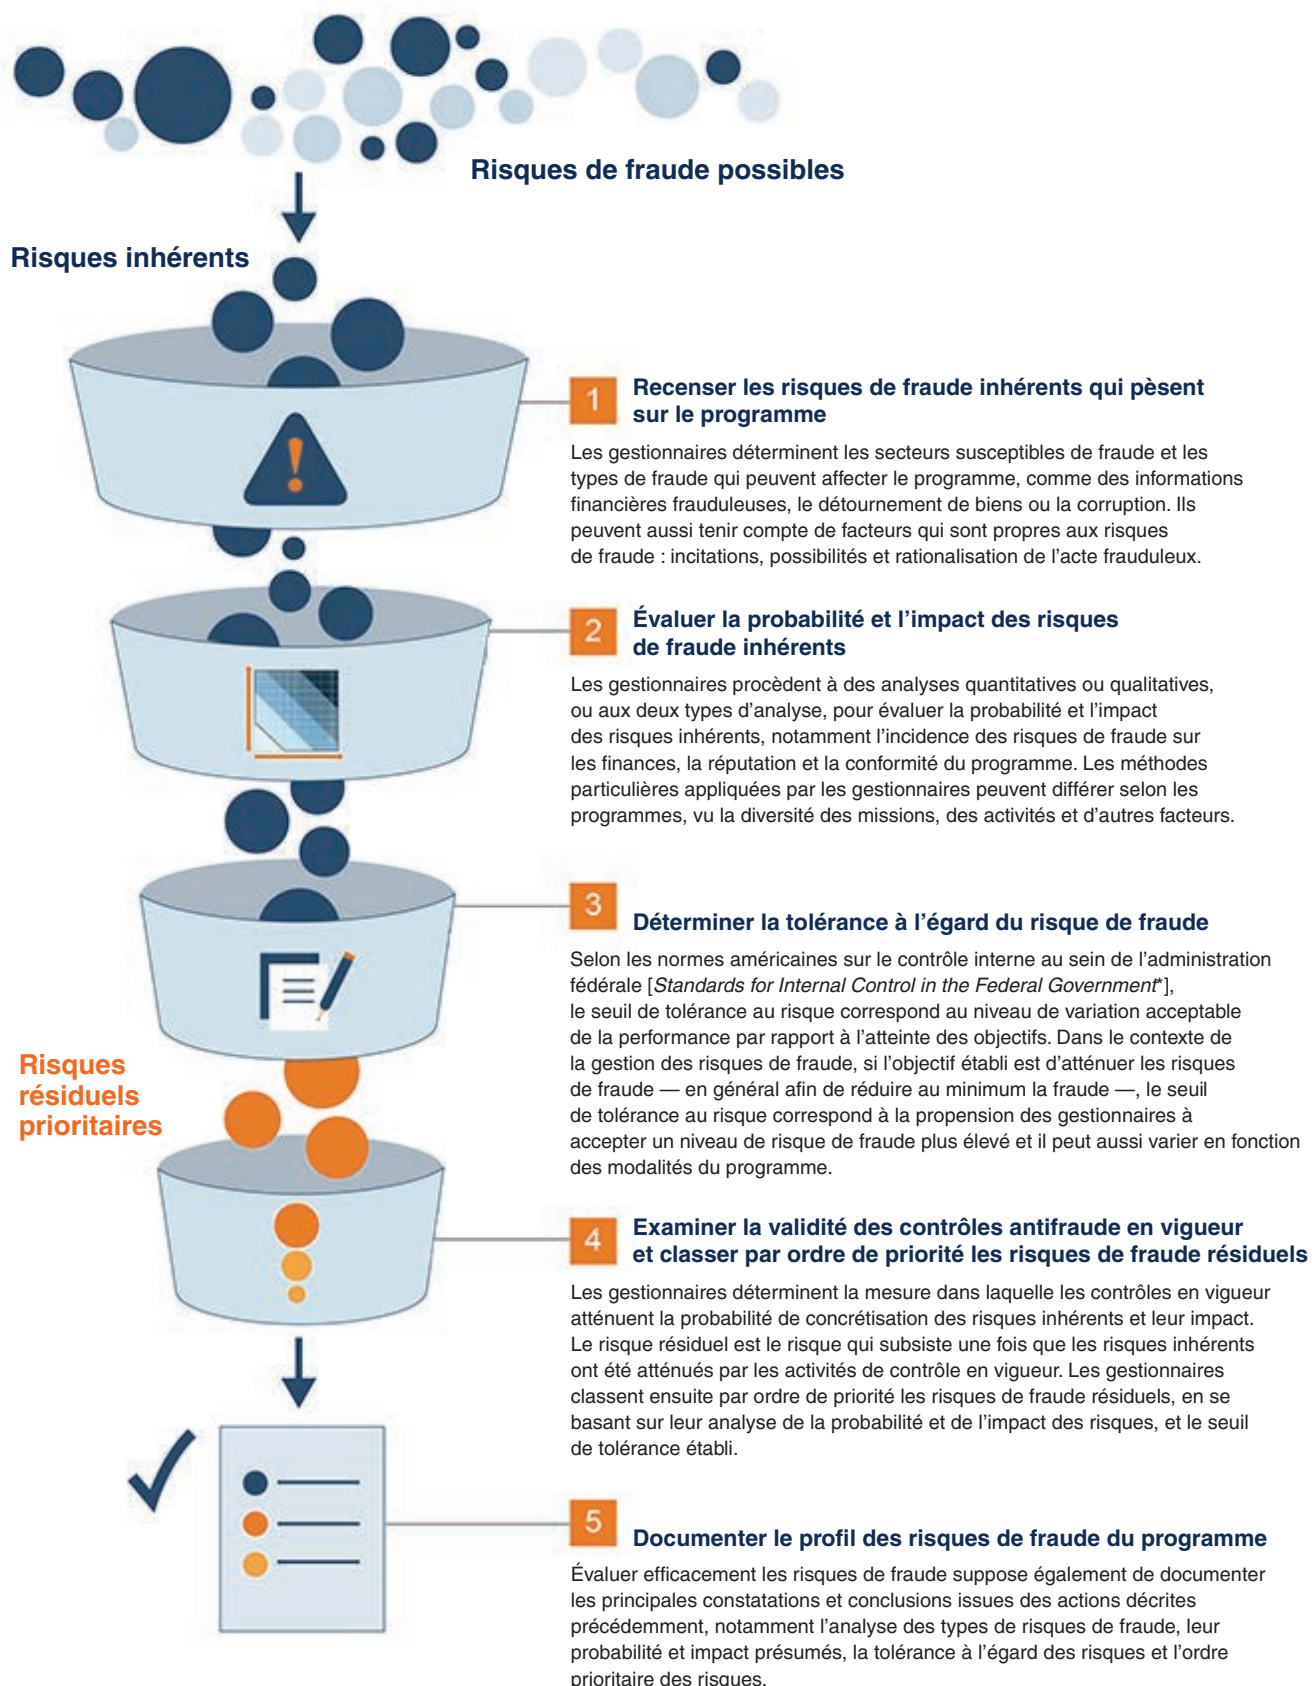 Risques de fraude possibles
Risques inhérents
1
Recenser les risques de fraude inhérents qui pèsent
sur le programme
Les gestionnaires déterminent les secteurs susceptibles de fraude et les
types de fraude qui peuvent affecter le programme, comme des informations
financières frauduleuses, le détournement de biens ou la corruption. Ils
peuvent aussi tenir compte de facteurs qui sont propres aux risques
de fraude : incitations, possibilités et rationalisation de l’acte frauduleux.
2
Évaluer la probabilité et l’impact des risques
de fraude inhérents
Les gestionnaires procèdent à des analyses quantitatives ou qualitatives,
ou aux deux types d’analyse, pour évaluer la probabilité et l’impact
des risques inhérents, notamment l’incidence des risques de fraude sur
les finances, la réputation et la conformité du programme. Les méthodes
particulières appliquées par les gestionnaires peuvent différer selon les
programmes, vu la diversité des missions, des activités et d’autres facteurs.
3
Déterminer la tolérance à l’égard du risque de fraude
Selon les normes américaines sur le contrôle interne au sein de l’administration
fédérale [Standards for Internal Control in the Federal Government*],
le seuil de tolérance au risque correspond au niveau de variation acceptable
de la performance par rapport à l’atteinte des objectifs. Dans le contexte de
la gestion des risques de fraude, si l’objectif établi est d’atténuer les risques
de fraude — en général afin de réduire au minimum la fraude —, le seuil
de tolérance au risque correspond à la propension des gestionnaires à
accepter un niveau de risque de fraude plus élevé et il peut aussi varier en fonction
des modalités du programme.
Risques
résiduels
prioritaires
4
Examiner la validité des contrôles antifraude en vigueur
et classer par ordre de priorité les risques de fraude résiduels
Les gestionnaires déterminent la mesure dans laquelle les contrôles en vigueur
atténuent la probabilité de concrétisation des risques inhérents et leur impact.
Le risque résiduel est le risque qui subsiste une fois que les risques inhérents
ont été atténués par les activités de contrôle en vigueur. Les gestionnaires
classent ensuite par ordre de priorité les risques de fraude résiduels, en se
basant sur leur analyse de la probabilité et de l’impact des risques, et le seuil
de tolérance établi.
5
Documenter le profil des risques de fraude du programme
Évaluer efficacement les risques de fraude suppose également de documenter
les principales constatations et conclusions issues des actions décrites
précédemment, notamment l’analyse des types de risques de fraude, leur
probabilité et impact présumés, la tolérance à l’égard des risques et l’ordre
prioritaire des risques.